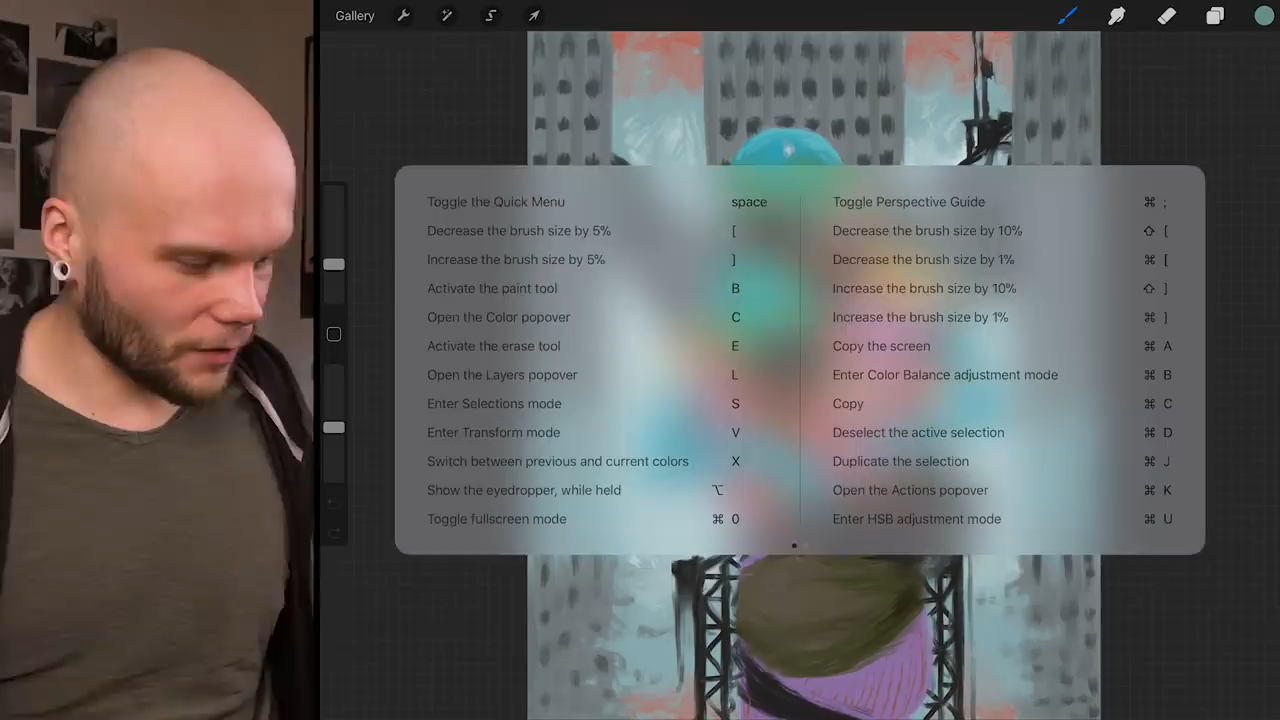 Gallery
Toggle the Quick Menu space
Decrease the brush size by 5% [
Increase the brush size by 5% ]
Activate the paint tool B
Open the Color popover C
Activate the erase tool E
Open the Layers popover L
Enter Selections mode S
Enter Transform mode V
Switch between previous and current colors X
Show the eyedropper, while held ⌥
Toggle fullscreen mode ⌘ 0
Toggle Perspective Guide ⌘ ;
Decrease the brush size by 10% ⇧ [
Decrease the brush size by 1% ⌘ [
Increase the brush size by 10% ⇧ ]
Increase the brush size by 1% ⌘ ]
Copy the screen ⌘ A
Enter Color Balance adjustment mode ⌘ B
Copy ⌘ C
Deselect the active selection ⌘ D
Duplicate the selection ⌘ J
Open the Actions popover ⌘ K
Enter HSB adjustment mode ⌘ U